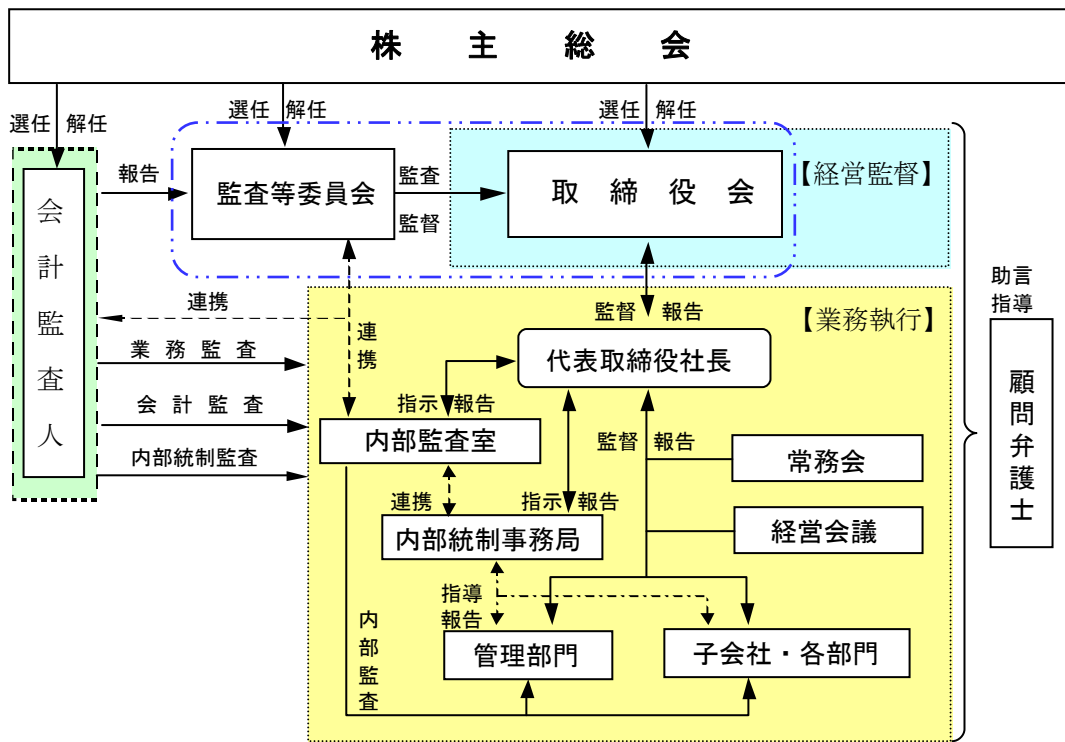 株主総会
選任 解任
選任 解任
選任 解任
会計監査人
報告
監査等委員会
監査
監督
取締役会
【経営監督】
助言
指導
顧問弁護士
連携
連携
業務監査
会計監査
内部統制監査
監督 報告
【業務執行】
代表取締役社長
指示 報告
内部監査室
監督 報告
常務会
連携
指示 報告
内部統制事務局
経営会議
指導
報告
内部監査
管理部門
子会社・各部門